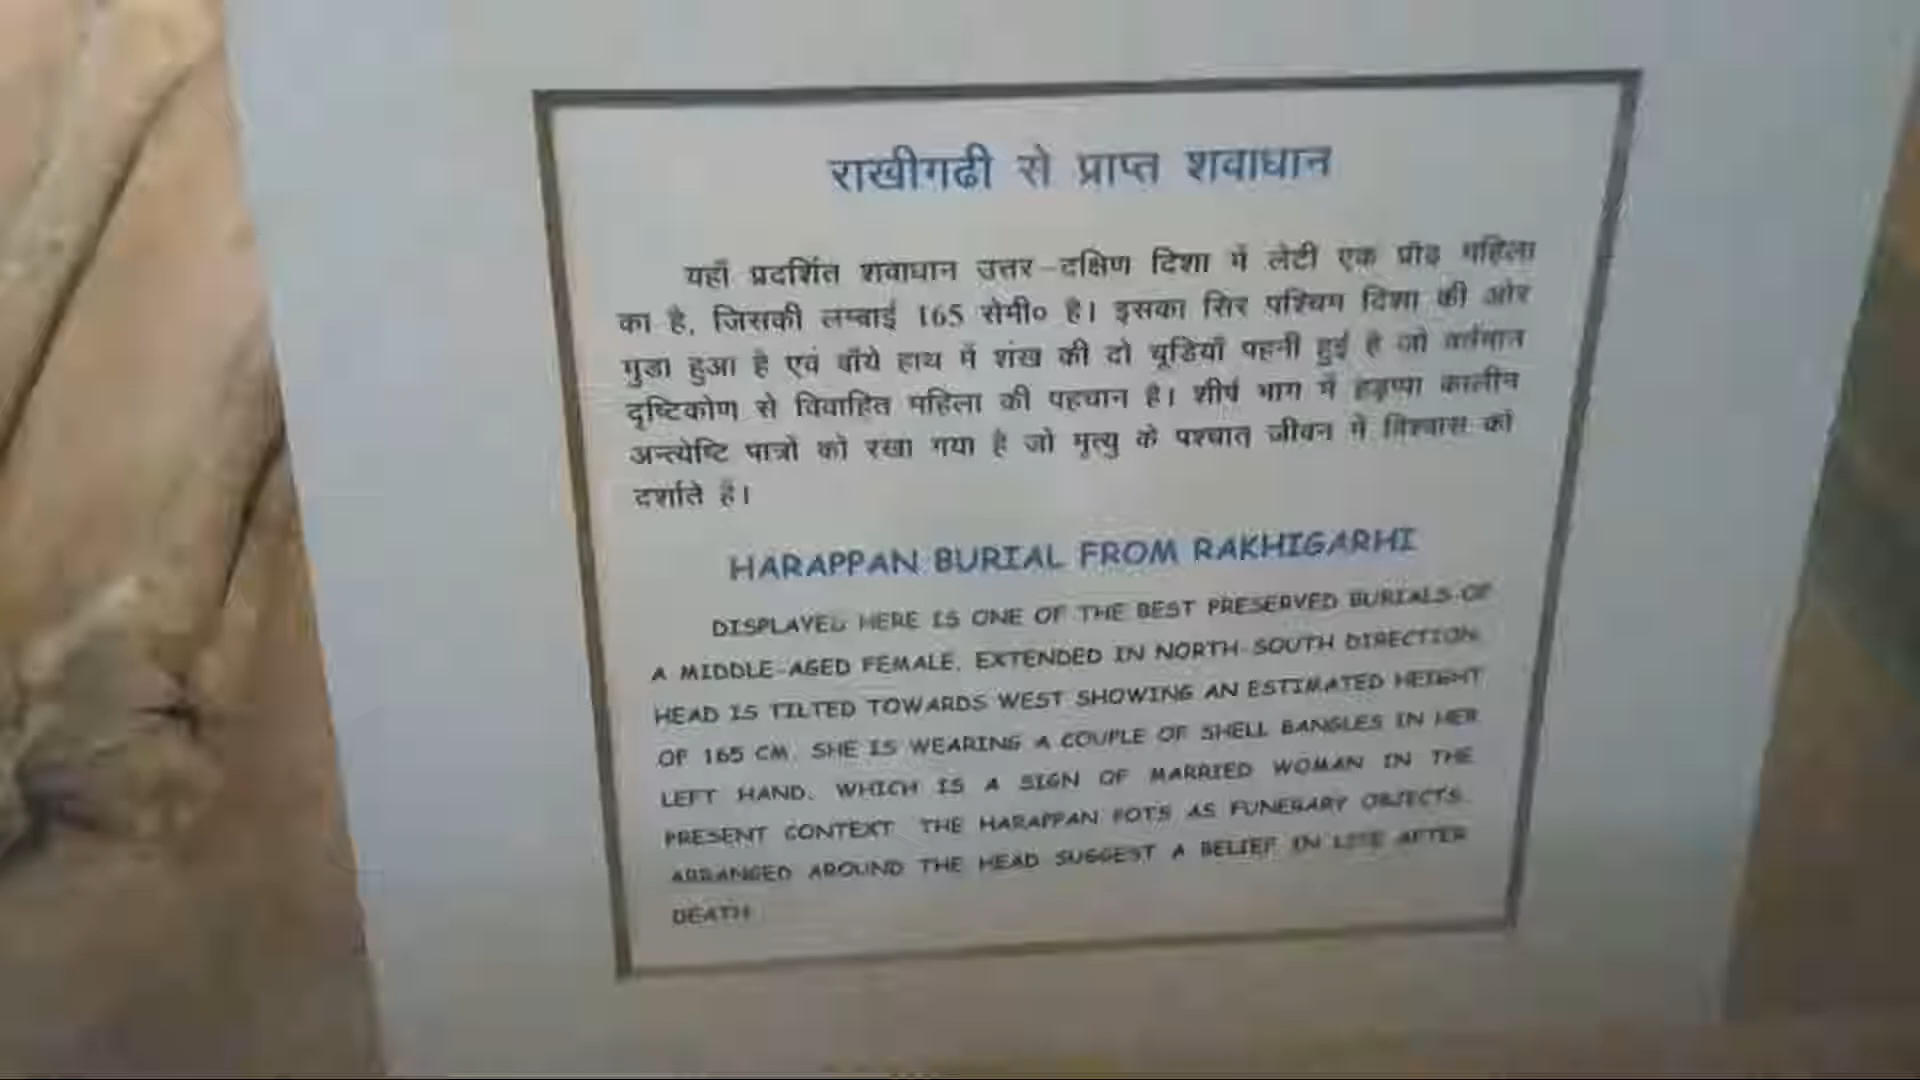 राखीगढी से प्राप्त शवाधान
यहाँ प्रदर्शित शवाधान उत्तर-दक्षिण दिशा में लेटी एक प्रौढ़ महिला
का है, जिसकी लम्बाई 165 सेमी० है। इसका सिर पश्चिम दिशा की ओर
मुडा हुआ है एवं बाँये हाथ में शंख की दो चूडियाँ पहनी हुई है जो वर्तमान
दृष्टिकोण से विवाहित महिला की पहचान है। शीर्ष भाग में हड़प्पा कालीन
अन्त्येष्टि पात्रों को रखा गया है जो मृत्यु के पश्चात् जीवन में विश्वास को
दर्शाते है।
HARAPPAN BURIAL FROM RAKHIGARHI
DISPLAYED HERE IS ONE OF THE BEST PRESERVED BURIALS OF
A MIDDLE-AGED FEMALE, EXTENDED IN NORTH-SOUTH DIRECTION.
HEAD IS TILTED TOWARDS WEST SHOWING AN ESTIMATED HEIGHT
OF 165 CM. SHE IS WEARING A COUPLE OF SHELL BANGLES IN HER
LEFT HAND, WHICH IS A SIGN OF MARRIED WOMAN IN THE
PRESENT CONTEXT. THE HARAPPAN POTS AS FUNERARY OBJECTS,
ARRANGED AROUND THE HEAD SUGGEST A BELIEF IN LIFE AFTER
DEATH